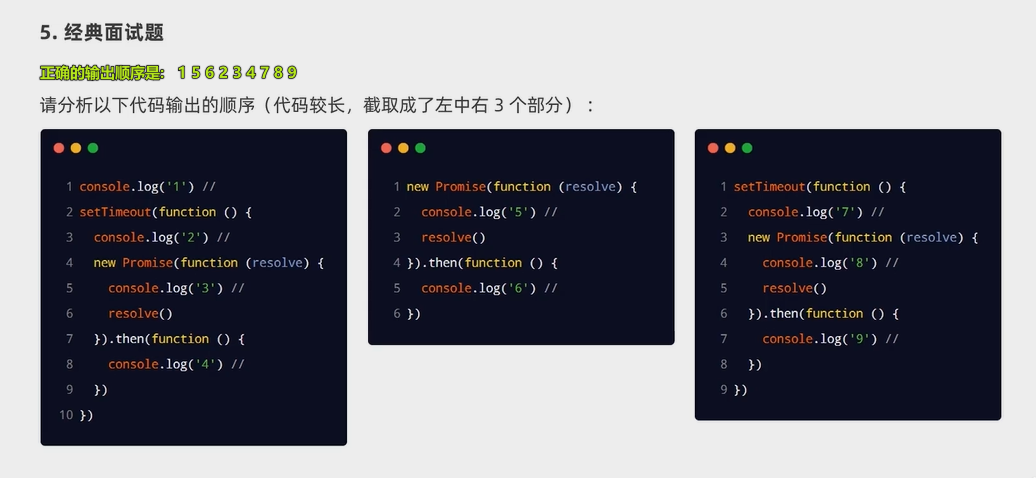 5. 经典面试题
正确的输出顺序是： 1 5 6 2 3 4 7 8 9
请分析以下代码输出的顺序（代码较长，截取成了左中右 3 个部分） ：
1 console.log('1') //
2 setTimeout(function () {
3   console.log('2') //
4   new Promise(function (resolve) {
5     console.log('3') //
6     resolve()
7   }).then(function () {
8     console.log('4') //
9   })
10 })
1 new Promise(function (resolve) {
2   console.log('5') //
3   resolve()
4 }).then(function () {
5   console.log('6') //
6 })
1 setTimeout(function () {
2   console.log('7') //
3   new Promise(function (resolve) {
4     console.log('8') //
5     resolve()
6   }).then(function () {
7     console.log('9') //
8   })
9 })